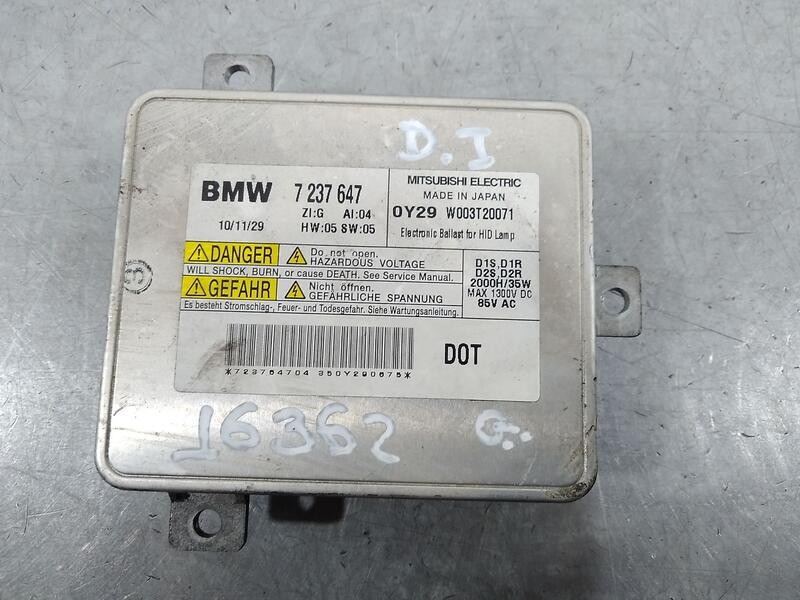 D.I
BMW 7 237 647
10/11/29
ZI:G AI:04
HW:05 SW:05
MITSUBISHI ELECTRIC
MADE IN JAPAN
0Y29 W003T20071
Electronic Ballast for HID Lamp
DANGER
Do not open.
HAZARDOUS VOLTAGE
WILL SHOCK, BURN, or cause DEATH. See Service Manual.
GEFAHR
Nicht öffnen.
GEFÄHRLICHE SPANNUNG
Es besteht Stromschlag-, Feuer- und Todesgefahr. Siehe Wartungsanleitung.
D1S,D1R
D2S,D2R
2000H/35W
MAX 1300V DC
85V AC
*723764704 350Y290675*
DOT
16362 G.